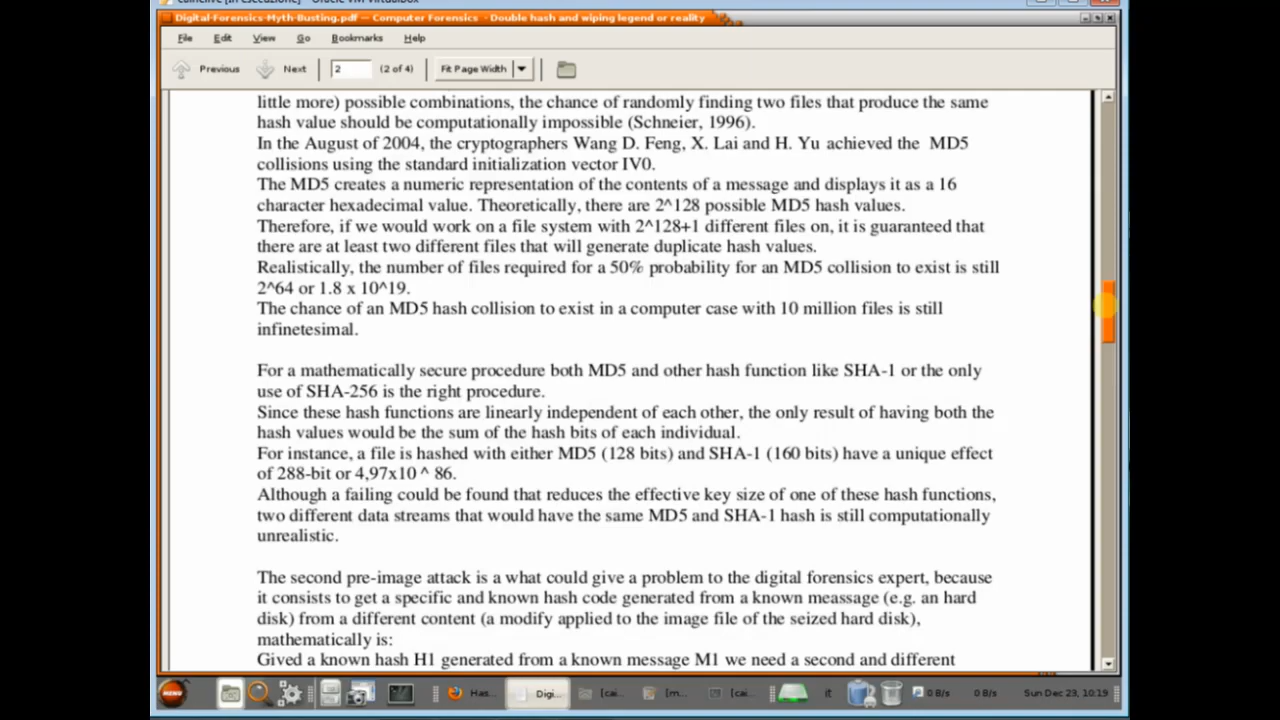 Digital-Forensics-Myth-Busting.pdf — Computer Forensics - Double hash and wiping legend or reality
File Edit View Go Bookmarks Help
Previous Next 2 (2 of 4) Fit Page Width
little more) possible combinations, the chance of randomly finding two files that produce the same
hash value should be computationally impossible (Schneier, 1996).
In the August of 2004, the cryptographers Wang D. Feng, X. Lai and H. Yu achieved the MD5
collisions using the standard initialization vector IV0.
The MD5 creates a numeric representation of the contents of a message and displays it as a 16
character hexadecimal value. Theoretically, there are 2^128 possible MD5 hash values.
Therefore, if we would work on a file system with 2^128+1 different files on, it is guaranteed that
there are at least two different files that will generate duplicate hash values.
Realistically, the number of files required for a 50% probability for an MD5 collision to exist is still
2^64 or 1.8 x 10^19.
The chance of an MD5 hash collision to exist in a computer case with 10 million files is still
infinetesimal.
For a mathematically secure procedure both MD5 and other hash function like SHA-1 or the only
use of SHA-256 is the right procedure.
Since these hash functions are linearly independent of each other, the only result of having both the
hash values would be the sum of the hash bits of each individual.
For instance, a file is hashed with either MD5 (128 bits) and SHA-1 (160 bits) have a unique effect
of 288-bit or 4,97x10 ^ 86.
Although a failing could be found that reduces the effective key size of one of these hash functions,
two different data streams that would have the same MD5 and SHA-1 hash is still computationally
unrealistic.
The second pre-image attack is a what could give a problem to the digital forensics expert, because
it consists to get a specific and known hash code generated from a known meassage (e.g. an hard
disk) from a different content (a modify applied to the image file of the seized hard disk),
mathematically is:
Gived a known hash H1 generated from a known message M1 we need a second and different
MENU Has... Digi... [cai... [m... [cai... it 0 B/s 0 B/s Sun Dec 23, 10:19